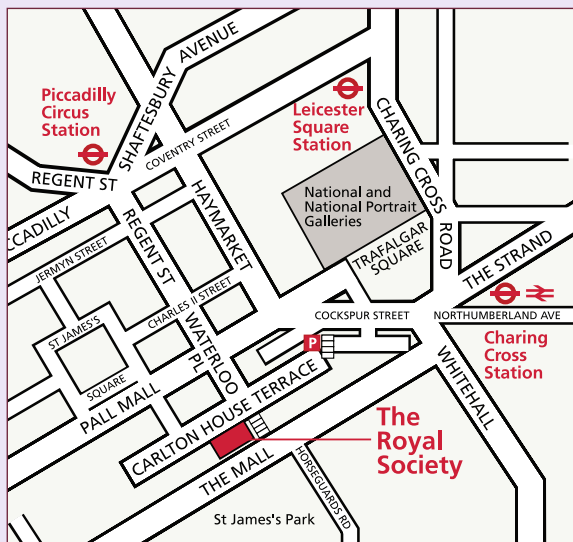 SHAFTESBURY AVENUE
Piccadilly
Circus
Station
Leicester
Square
Station
COVENTRY STREET
CHARING CROSS
ROAD
REGENT ST
CCADILLY
HAYMARKET
National and
National Portrait
Galleries
REGENT ST
TRAFALGAR
SQUARE
JERMYN STREET
THE STRAND
CHARLES II STREET
ST JAMES'S
SQUARE
WATERLOO
PL
COCKSPUR STREET
NORTHUMBERLAND AVE
P
Charing
Cross
Station
WHITEHALL
PALL MALL
CARLTON HOUSE TERRACE
The
Royal
Society
THE MALL
HORSEGUARDS RD
St James's Park